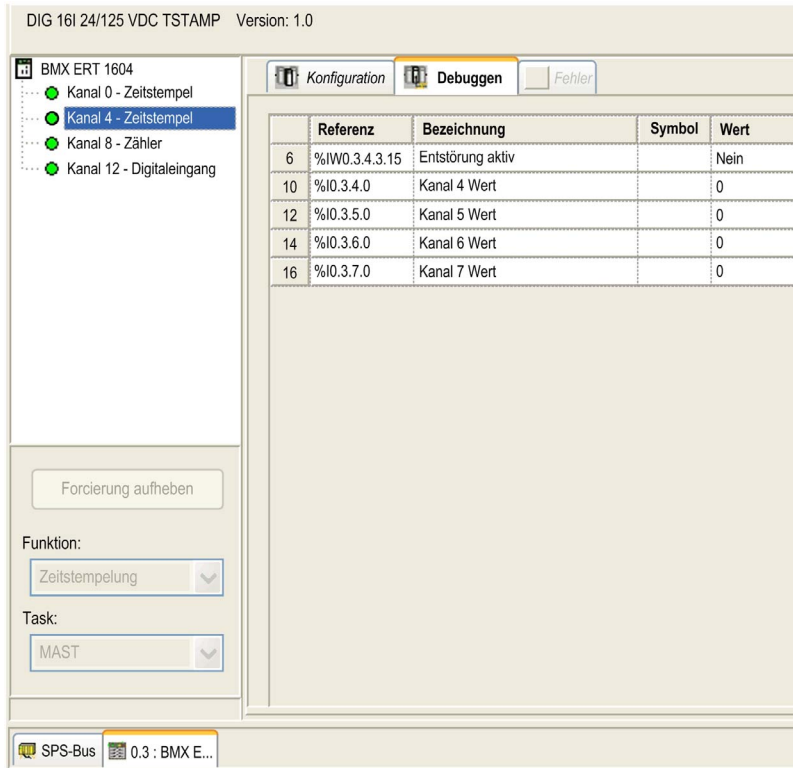 DIG 16I 24/125 VDC TSTAMP Version: 1.0
BMX ERT 1604
Kanal 0 - Zeitstempel
Kanal 4 - Zeitstempel
Kanal 8 - Zähler
Kanal 12 - Digitaleingang
Forcierung aufheben
Funktion:
Zeitstempelung
Task:
MAST
Konfiguration Debuggen Fehler
Referenz Bezeichnung Symbol Wert
6 %IW0.3.4.3.15 Entstörung aktiv Nein
10 %I0.3.4.0 Kanal 4 Wert 0
12 %I0.3.5.0 Kanal 5 Wert 0
14 %I0.3.6.0 Kanal 6 Wert 0
16 %I0.3.7.0 Kanal 7 Wert 0
SPS-Bus 0.3 : BMX E...